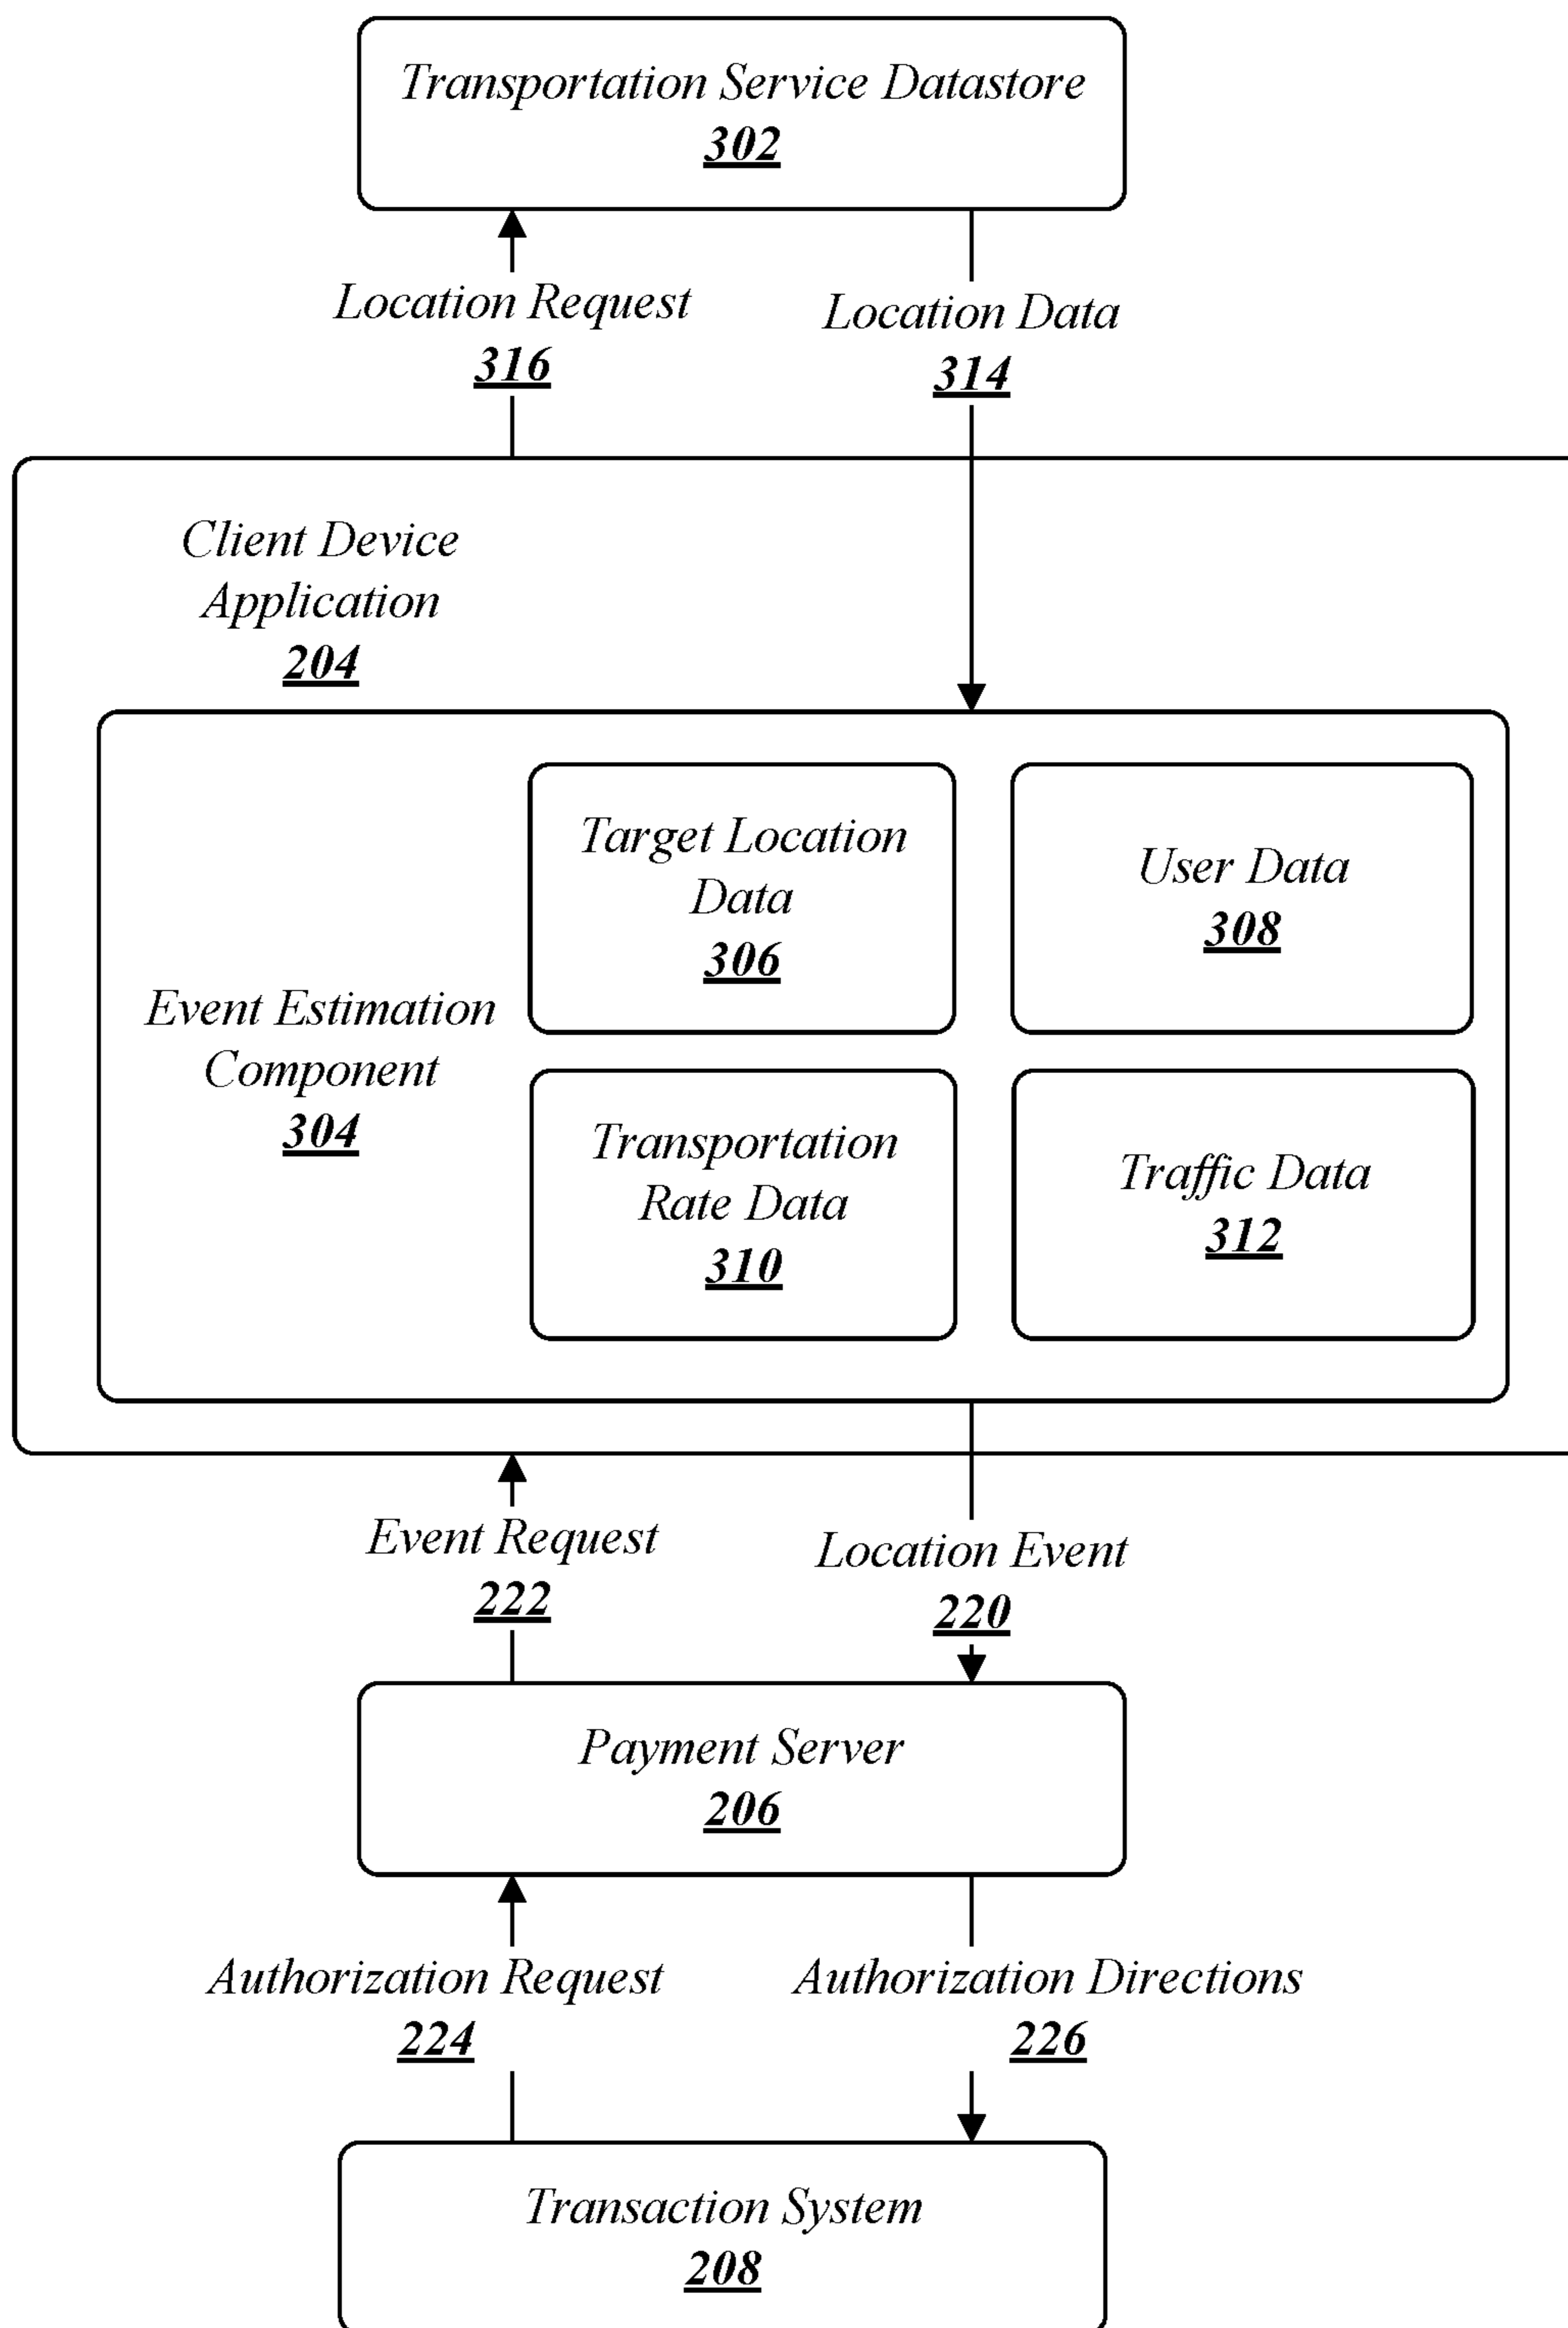 Transportation Service Datastore
302
Location Request
316
Location Data
314
Client Device
Application
204
Target Location
Data
306
User Data
308
Event Estimation
Component
304
Transportation
Rate Data
310
Traffic Data
312
Event Request
222
Location Event
220
Payment Server
206
Authorization Request
224
Authorization Directions
226
Transaction System
208